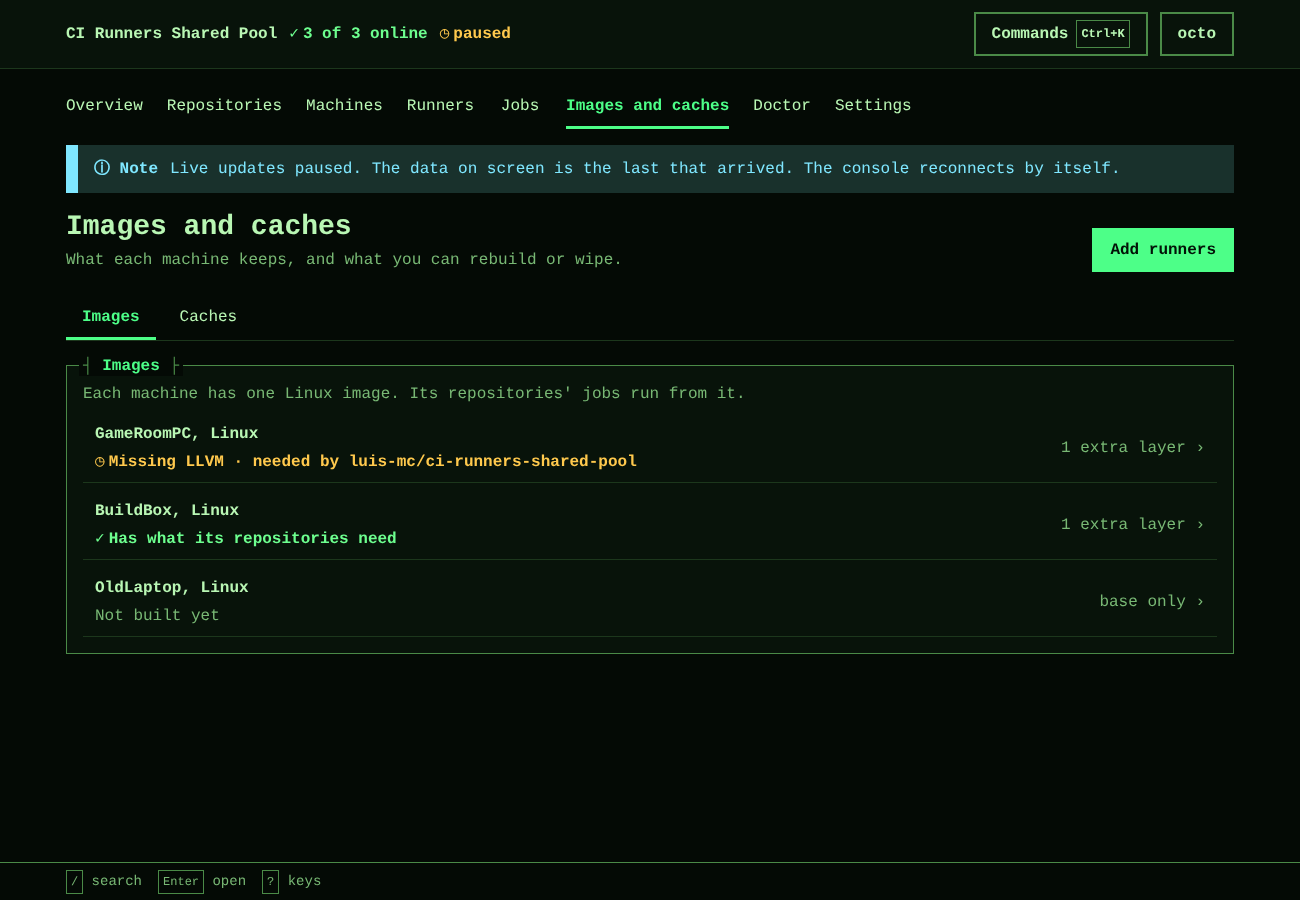 CI Runners Shared Pool ✓ 3 of 3 online ◷ paused
Commands Ctrl+K octo
Overview Repositories Machines Runners Jobs Images and caches Doctor Settings
ⓘ Note Live updates paused. The data on screen is the last that arrived. The console reconnects by itself.
Images and caches
What each machine keeps, and what you can rebuild or wipe.
Add runners
Images Caches
┤ Images ├
Each machine has one Linux image. Its repositories' jobs run from it.
GameRoomPC, Linux
◷ Missing LLVM · needed by luis-mc/ci-runners-shared-pool
1 extra layer ›
BuildBox, Linux
✓ Has what its repositories need
1 extra layer ›
OldLaptop, Linux
Not built yet
base only ›
/ search Enter open ? keys